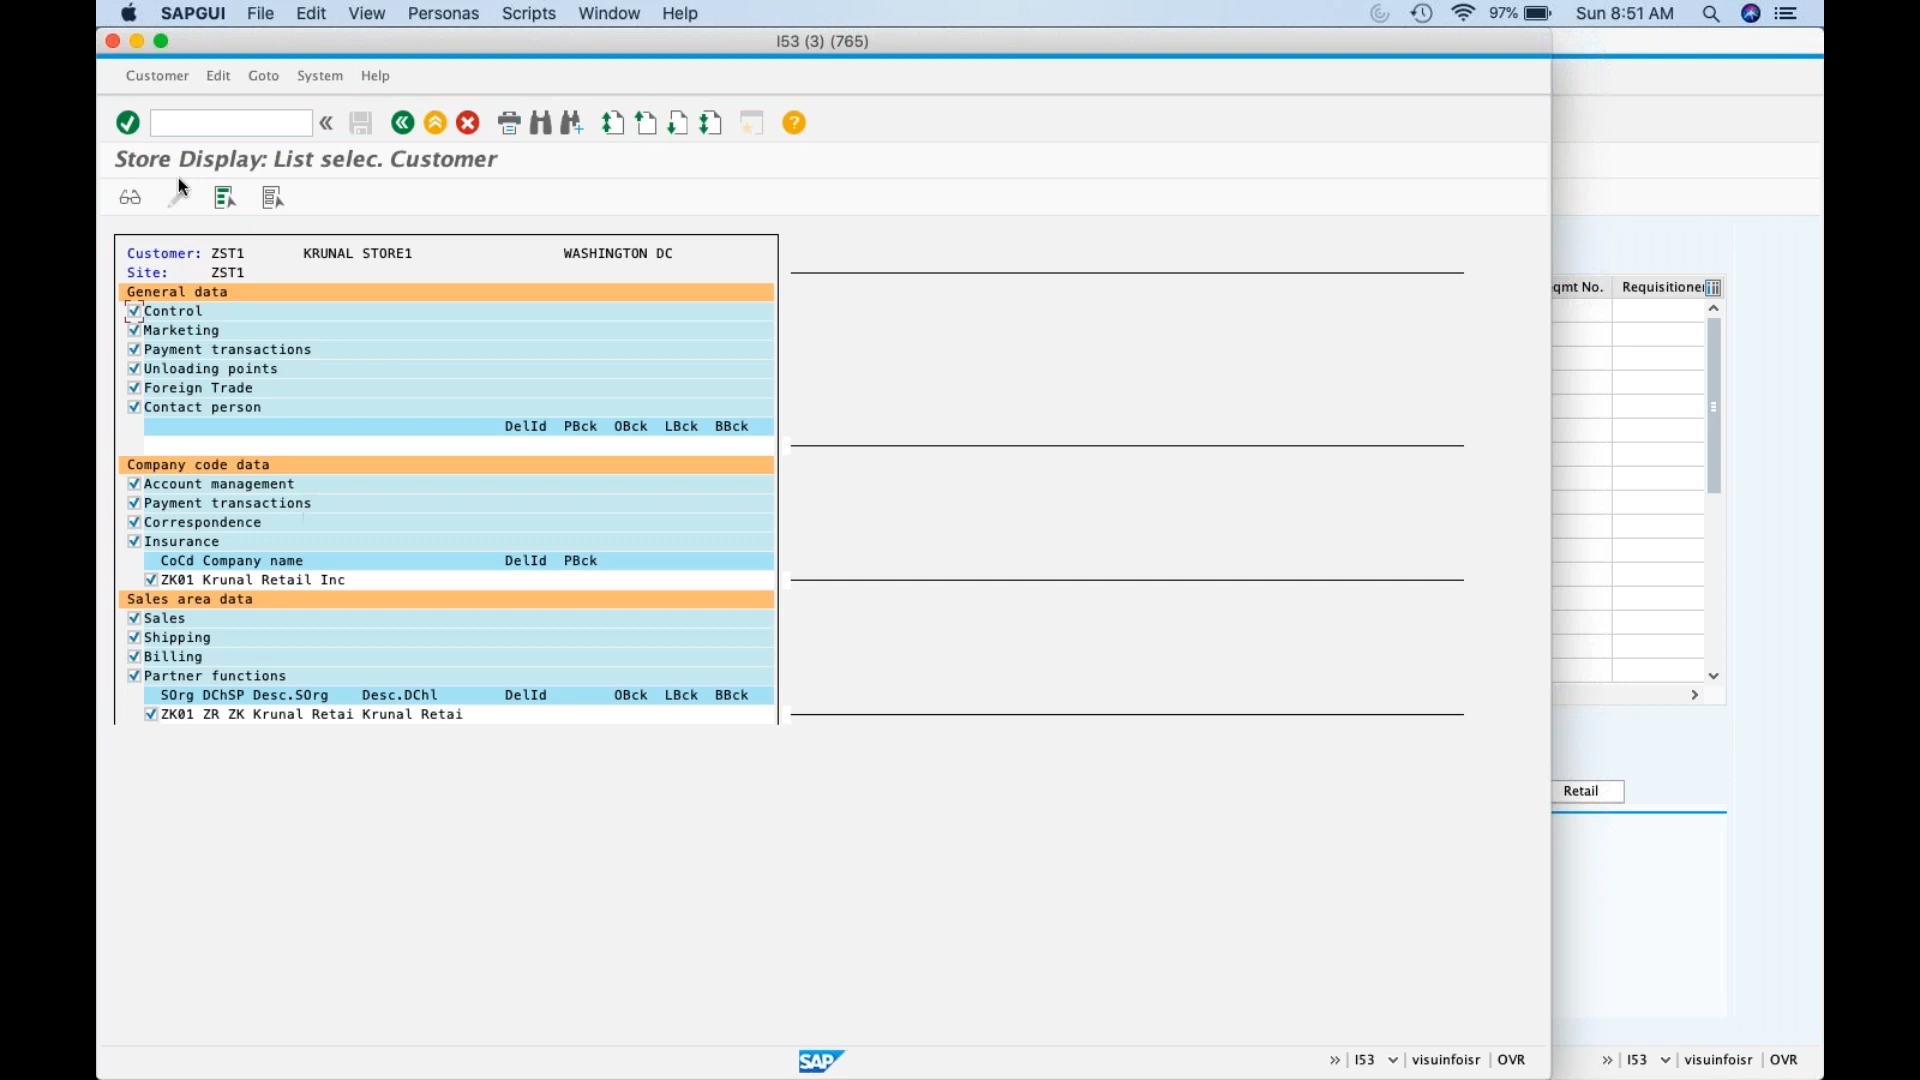 SAPGUI File Edit View Personas Scripts Window Help 97% Sun 8:51 AM
I53 (3) (765)
Customer Edit Goto System Help
Store Display: List selec. Customer
Customer: ZST1 KRUNAL STORE1 WASHINGTON DC
Site: ZST1
General data
Control
Marketing
Payment transactions
Unloading points
Foreign Trade
Contact person
DelId PBck OBck LBck BBck
Company code data
Account management
Payment transactions
Correspondence
Insurance
CoCd Company name DelId PBck
ZK01 Krunal Retail Inc
Sales area data
Sales
Shipping
Billing
Partner functions
SOrg DChSP Desc.SOrg Desc.DChl DelId OBck LBck BBck
ZK01 ZR ZK Krunal Retai Krunal Retai
qmt No. Requisitioner
Retail
SAP I53 visuinfoisr OVR
I53 visuinfoisr OVR